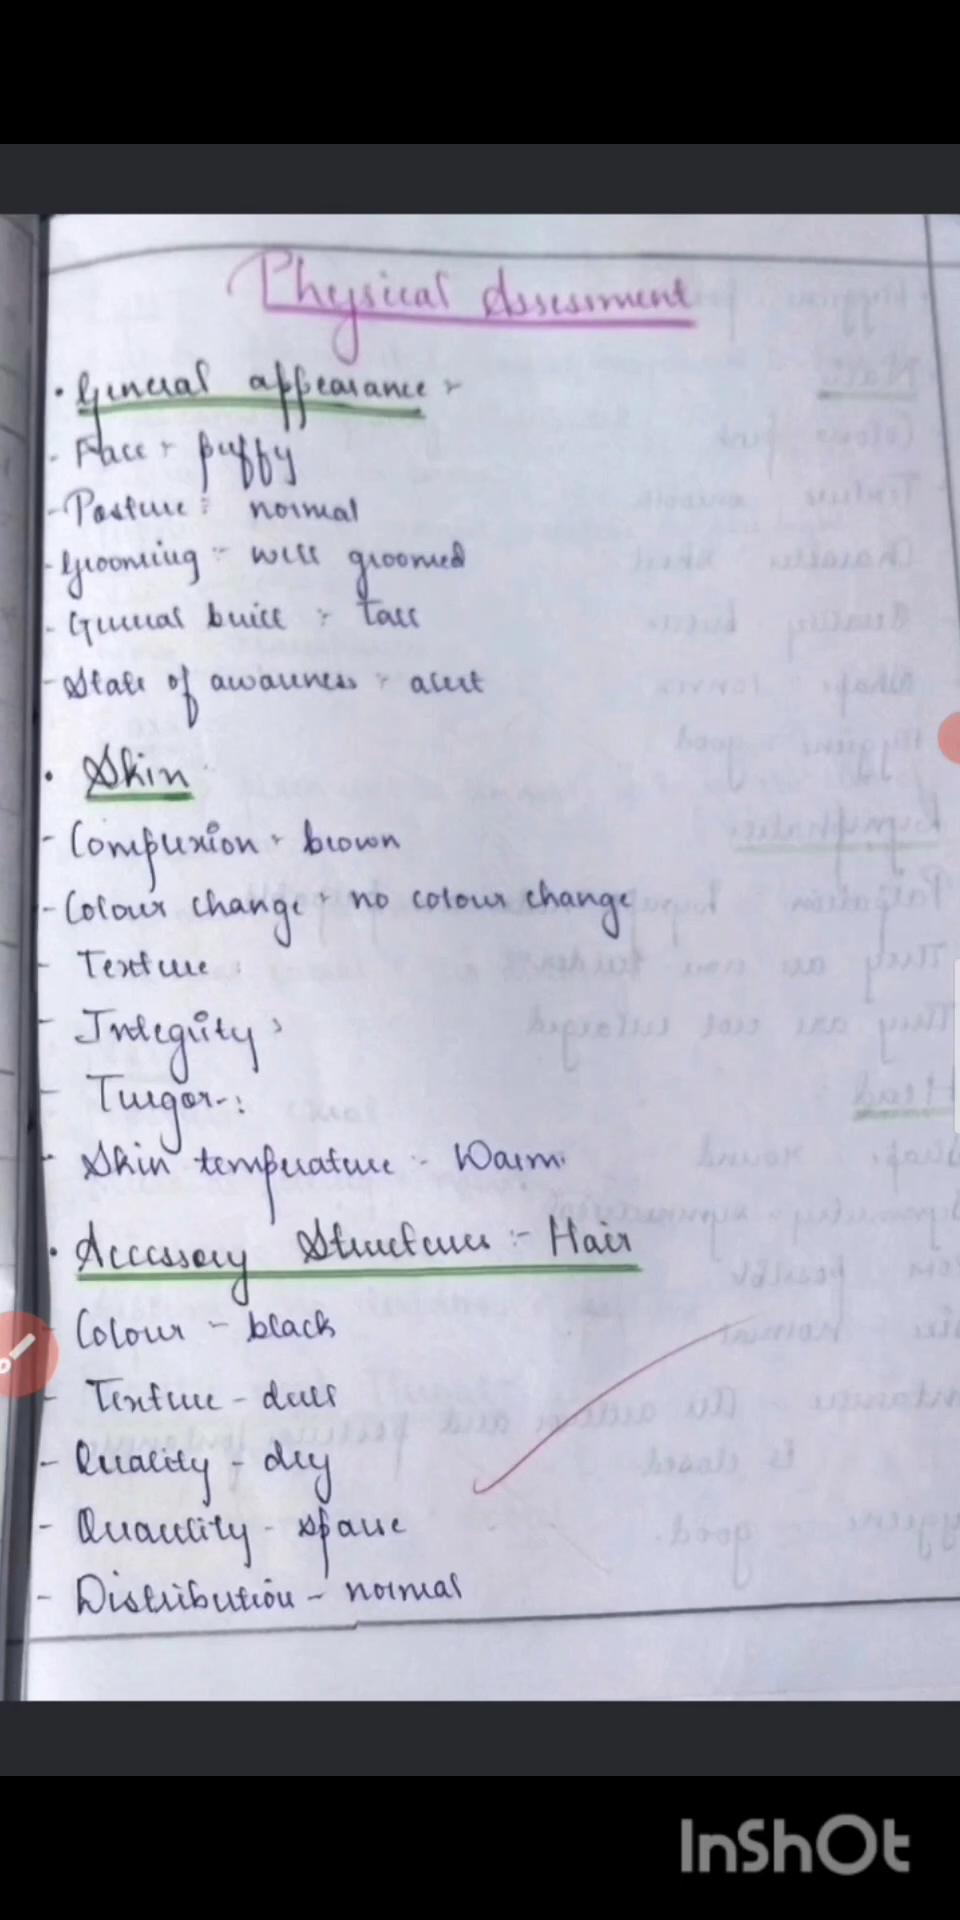 Physical Assessment
• General appearance :-
- Face :- puffy
- Posture :- normal
- Grooming :- well groomed
- General built :- tall
- State of awarness :- alert
• Skin
- Complexion :- brown
- Colour change :- no colour change
- Texture :
- Integrity :
- Turgor-:
- Skin temperature :- Warm
• Accessory Structures :- Hair
Colour - black
- Texture - dull
- Quality - dry
- Quantity - sparse
- Distribution - normal
InShOt